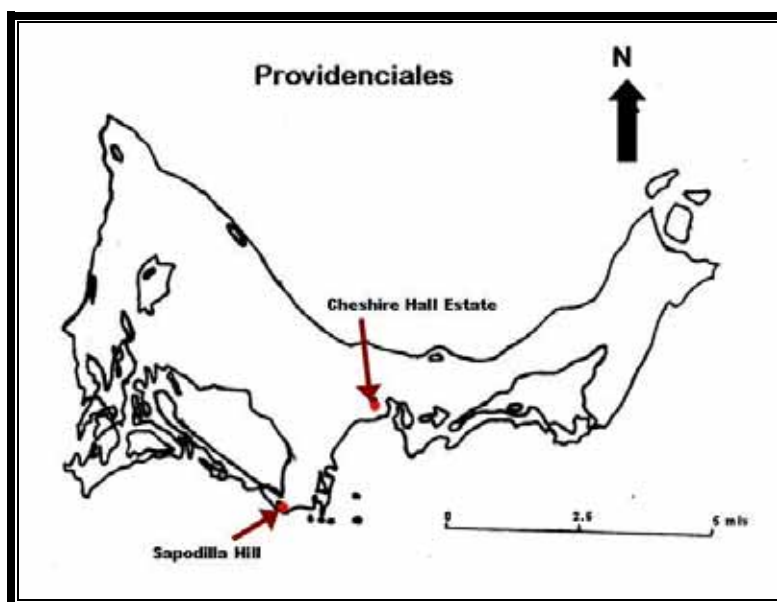 Providenciales
N
Cheshire Hall Estate
0
2.5
5 mls
Sapodilla Hill